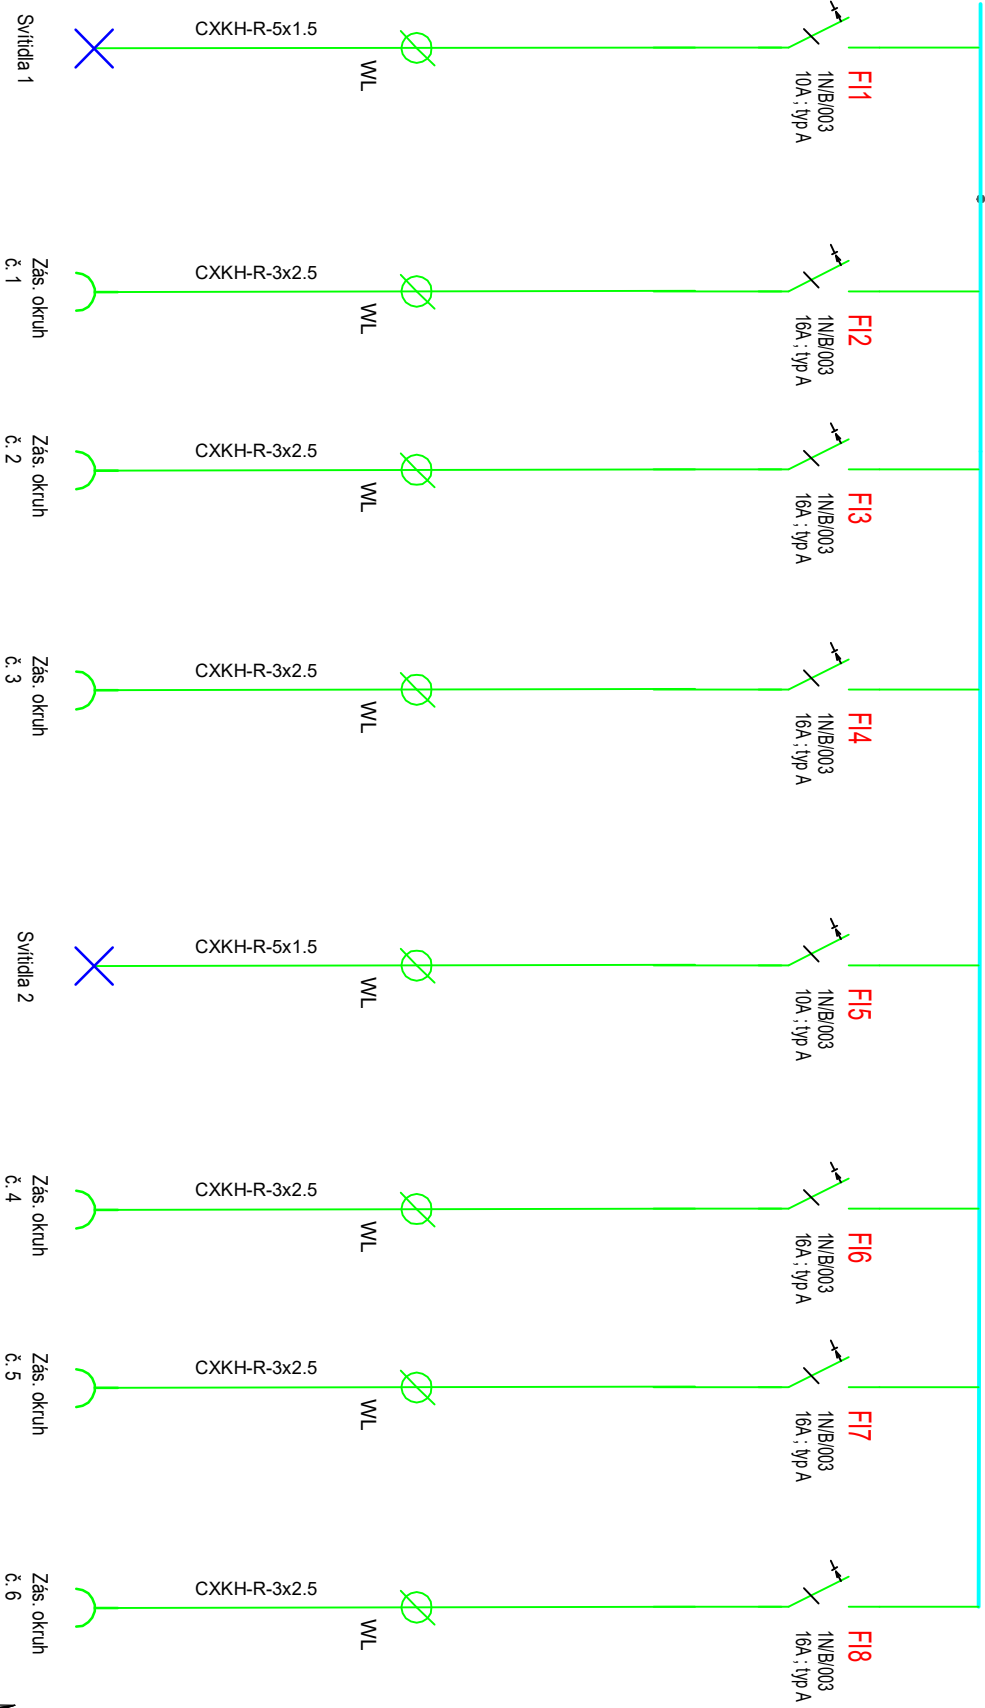 FI1
1N/B/003
10A ; typ A
CXKH-R-5x1.5
WL
Svítidla 1
FI2
1N/B/003
16A ; typ A
CXKH-R-3x2.5
WL
Zás. okruh
č. 1
FI3
1N/B/003
16A ; typ A
CXKH-R-3x2.5
WL
Zás. okruh
č. 2
FI4
1N/B/003
16A ; typ A
CXKH-R-3x2.5
WL
Zás. okruh
č. 3
FI5
1N/B/003
10A ; typ A
CXKH-R-5x1.5
WL
Svítidla 2
FI6
1N/B/003
16A ; typ A
CXKH-R-3x2.5
WL
Zás. okruh
č. 4
FI7
1N/B/003
16A ; typ A
CXKH-R-3x2.5
WL
Zás. okruh
č. 5
FI8
1N/B/003
16A ; typ A
CXKH-R-3x2.5
WL
Zás. okruh
č. 6